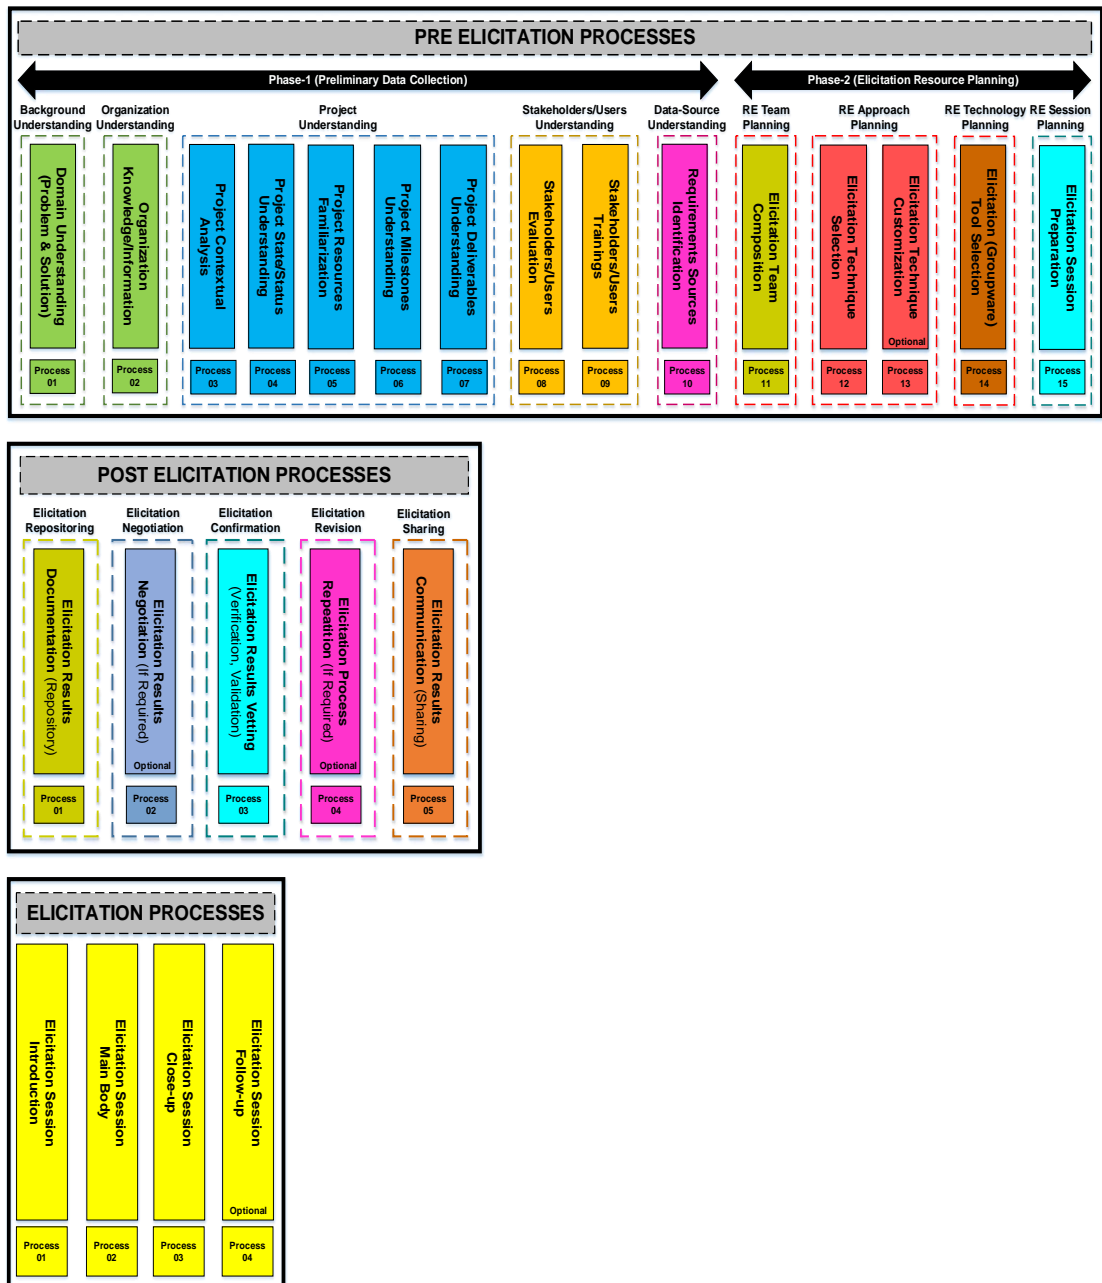 PRE ELICITATION PROCESSES
Phase-1 (Preliminary Data Collection)
Phase-2 (Elicitation Resource Planning)
Background
Understanding
Organization
Understanding
Project
Understanding
Stakeholders/Users
Understanding
Data-Source
Understanding
RE Team
Planning
RE Approach
Planning
RE Technology
Planning
RE Session
Planning
Domain Understanding
(Problem & Solution)
Organization
Knowledge/Information
Project Contextual
Analysis
Project State/Status
Understanding
Project Resources
Familiarization
Project Milestones
Understanding
Project Deliverables
Understanding
Stakeholders/Users
Evaluation
Stakeholders/Users
Trainings
Requirements Sources
Identification
Elicitation Team
Composition
Elicitation Technique
Selection
Elicitation Technique
Customization
Optional
Elicitation (Groupware)
Tool Selection
Elicitation Session
Preparation
Process
01
Process
02
Process
03
Process
04
Process
05
Process
06
Process
07
Process
08
Process
09
Process
10
Process
11
Process
12
Process
13
Process
14
Process
15
POST ELICITATION PROCESSES
Elicitation
Repositoring
Elicitation
Negotiation
Elicitation
Confirmation
Elicitation
Revision
Elicitation
Sharing
Elicitation Results
Documentation (Repository)
Elicitation Results
Negotiation (If Required)
Optional
Elicitation Results Vetting
(Verification, Validation)
Elicitation Process
Repeatition (If Required)
Optional
Elicitation Results
Communication (Sharing)
Process
01
Process
02
Process
03
Process
04
Process
05
ELICITATION PROCESSES
Elicitation Session
Introduction
Elicitation Session
Main Body
Elicitation Session
Close-up
Elicitation Session
Follow-up
Optional
Process
01
Process
02
Process
03
Process
04